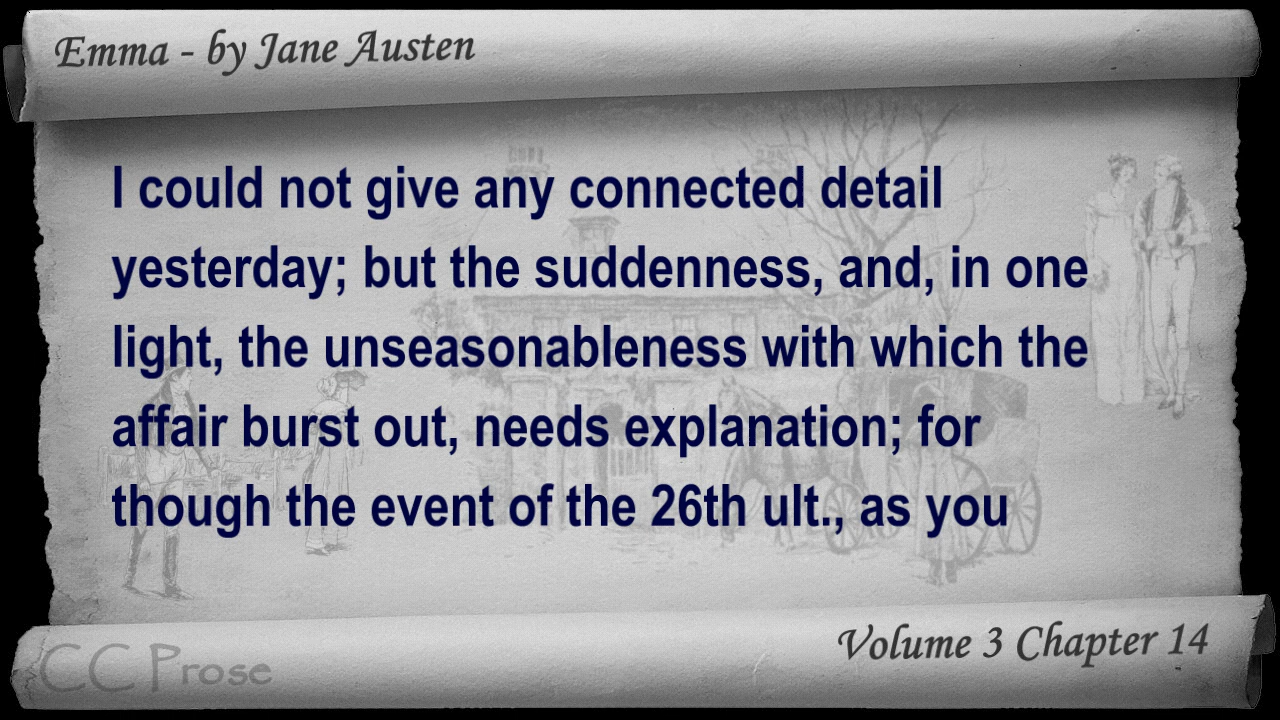 Emma - by Jane Austen
I could not give any connected detail
yesterday; but the suddenness, and, in one
light, the unseasonableness with which the
affair burst out, needs explanation; for
though the event of the 26th ult., as you
Volume 3 Chapter 14
CC Prose